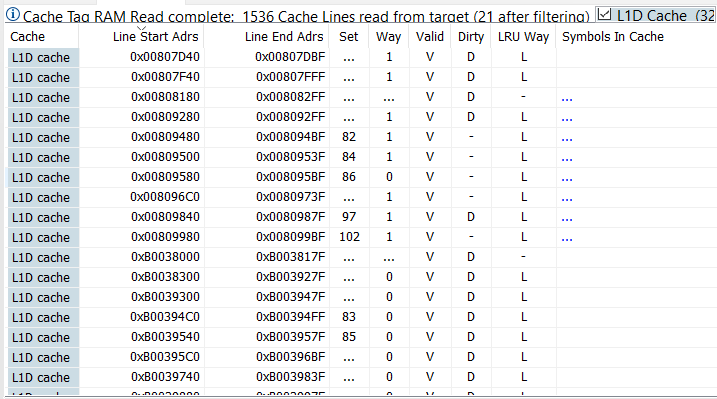 Cache Tag RAM Read complete: 1536 Cache Lines read from target (21 after filtering) L1D Cache (32
Cache Line Start Adrs Line End Adrs Set Way Valid Dirty LRU Way Symbols In Cache
L1D cache 0x00807D40 0x00807DBF ... 1 V D L
L1D cache 0x00807F40 0x00807FFF ... 1 V D L
L1D cache 0x00808180 0x008082FF ... ... V D - ...
L1D cache 0x00809280 0x008092FF ... 1 V D L ...
L1D cache 0x00809480 0x008094BF 82 1 V - L ...
L1D cache 0x00809500 0x0080953F 84 1 V - L ...
L1D cache 0x00809580 0x008095BF 86 0 V - L ...
L1D cache 0x008096C0 0x0080973F ... 1 V - L ...
L1D cache 0x00809840 0x0080987F 97 1 V D L ...
L1D cache 0x00809980 0x008099BF 102 1 V - L ...
L1D cache 0xB0038000 0xB003817F ... ... V D -
L1D cache 0xB0038300 0xB003927F ... 0 V D L
L1D cache 0xB0039300 0xB003947F ... 0 V D L
L1D cache 0xB00394C0 0xB00394FF 83 0 V D L
L1D cache 0xB0039540 0xB003957F 85 0 V D L
L1D cache 0xB00395C0 0xB00396BF ... 0 V D L
L1D cache 0xB0039740 0xB003983F ... 0 V D L